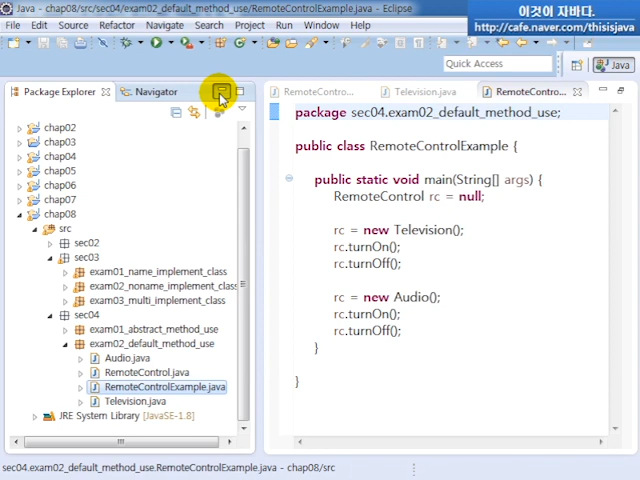 Java - chap08/src/sec04/exam02_default_method_use/RemoteControlExample.java - Eclipse
이것이 자바다.
http://cafe.naver.com/thisisjava
File Edit Source Refactor Navigate Search Project Run Window Help
Quick Access
Java
Package Explorer
Navigator
RemoteContro...
Television.java
RemoteContro...
chap02
chap03
chap04
chap05
chap06
chap07
chap08
src
sec02
sec03
exam01_name_implement_class
exam02_noname_implement_class
exam03_multi_implement_class
sec04
exam01_abstract_method_use
exam02_default_method_use
Audio.java
RemoteControl.java
RemoteControlExample.java
Television.java
JRE System Library [JavaSE-1.8]
package sec04.exam02_default_method_use;
public class RemoteControlExample {
public static void main(String[] args) {
RemoteControl rc = null;
rc = new Television();
rc.turnOn();
rc.turnOff();
rc = new Audio();
rc.turnOn();
rc.turnOff();
}
}
sec04.exam02_default_method_use.RemoteControlExample.java - chap08/src